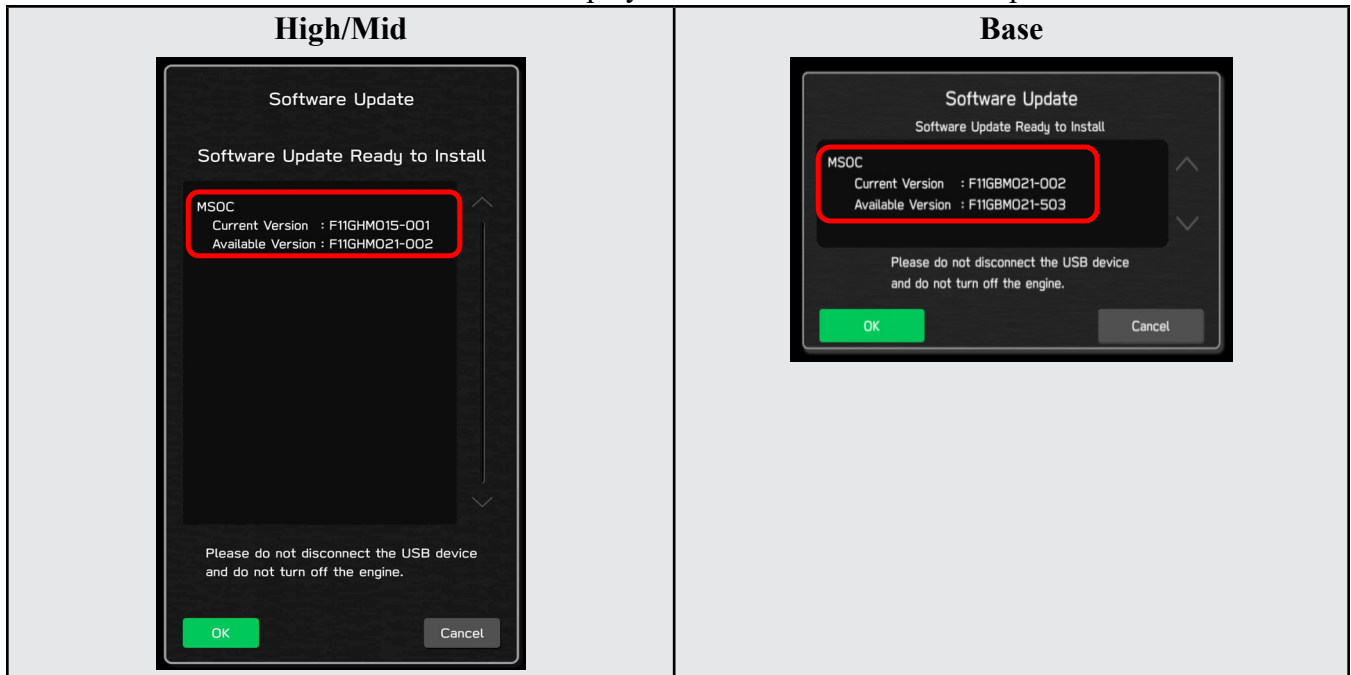 High/Mid
Software Update
Software Update Ready to Install
MSOC
Current Version : F11GHM015-001
Available Version : F11GHM021-002
Please do not disconnect the USB device
and do not turn off the engine.
OK Cancel
Base
Software Update
Software Update Ready to Install
MSOC
Current Version : F11GBM021-002
Available Version : F11GBM021-503
Please do not disconnect the USB device
and do not turn off the engine.
OK Cancel